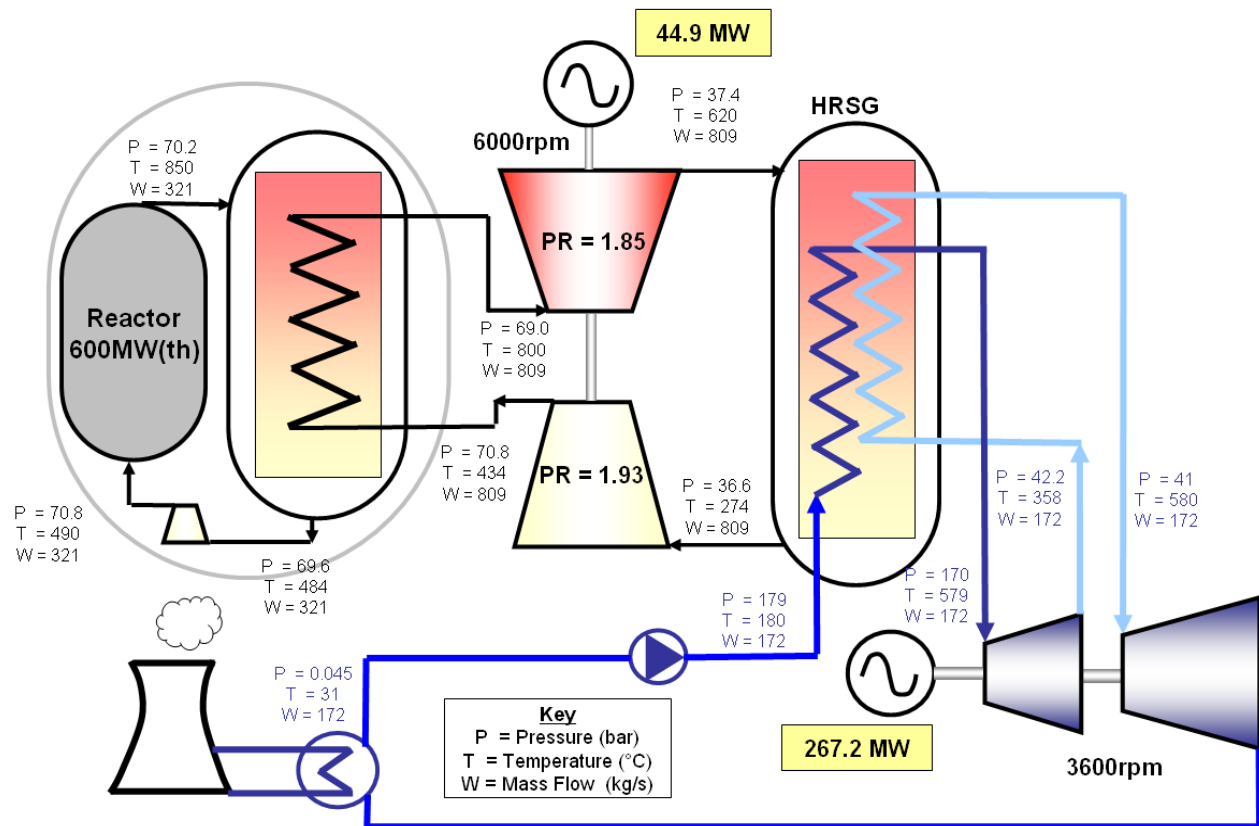 44.9 MW
P = 37.4
T = 620
W = 809
HRSG
6000rpm
P = 70.2
T = 850
W = 321
PR = 1.85
Reactor
600MW(th)
P = 69.0
T = 800
W = 809
P = 70.8
T = 434
W = 809
PR = 1.93
P = 36.6
T = 274
W = 809
P = 42.2
T = 358
W = 172
P = 41
T = 580
W = 172
P = 70.8
T = 490
W = 321
P = 69.6
T = 484
W = 321
P = 179
T = 180
W = 172
P = 170
T = 579
W = 172
P = 0.045
T = 31
W = 172
Key
P = Pressure (bar)
T = Temperature (°C)
W = Mass Flow (kg/s)
267.2 MW
3600rpm